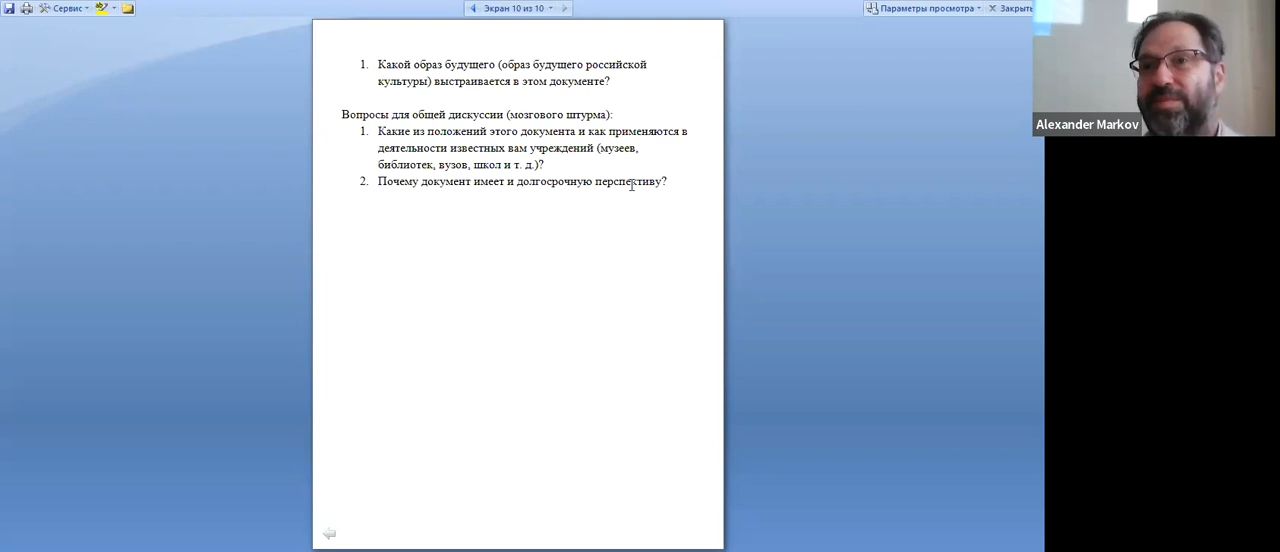 Сервис
Экран 10 из 10
Параметры просмотра
Закрыть
1. Какой образ будущего (образ будущего российской
культуры) выстраивается в этом документе?
Alexander Markov
Вопросы для общей дискуссии (мозгового штурма):
1. Какие из положений этого документа и как применяются в
деятельности известных вам учреждений (музеев,
библиотек, вузов, школ и т. д.)?
2. Почему документ имеет и долгосрочную перспективу?